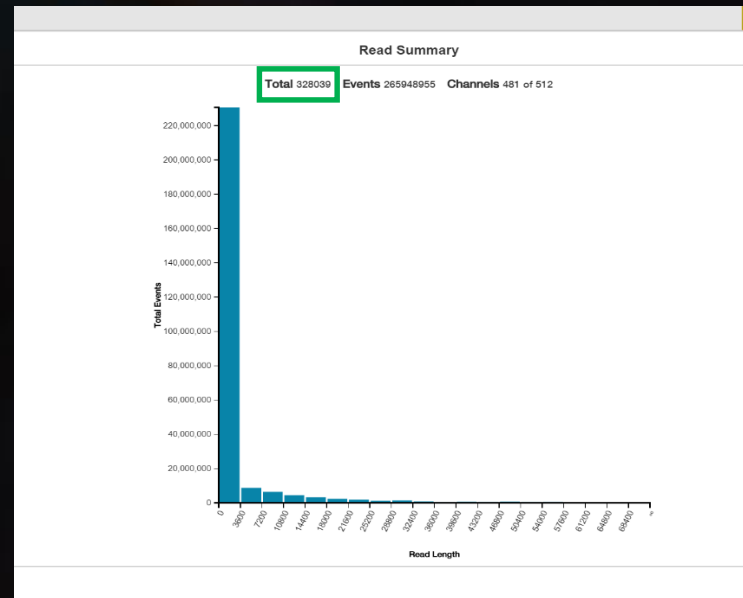 Read Summary
Total 328039 Events 265948955 Channels 481 of 512
220,000,000
200,000,000
180,000,000
160,000,000
140,000,000
120,000,000
100,000,000
80,000,000
60,000,000
40,000,000
20,000,000
0
Total Events
0 3600 7200 10800 14400 18000 21600 25200 28800 32400 36000 39600 43200 46800 50400 54000 57600 61200 64800 68400 ∞
Read Length